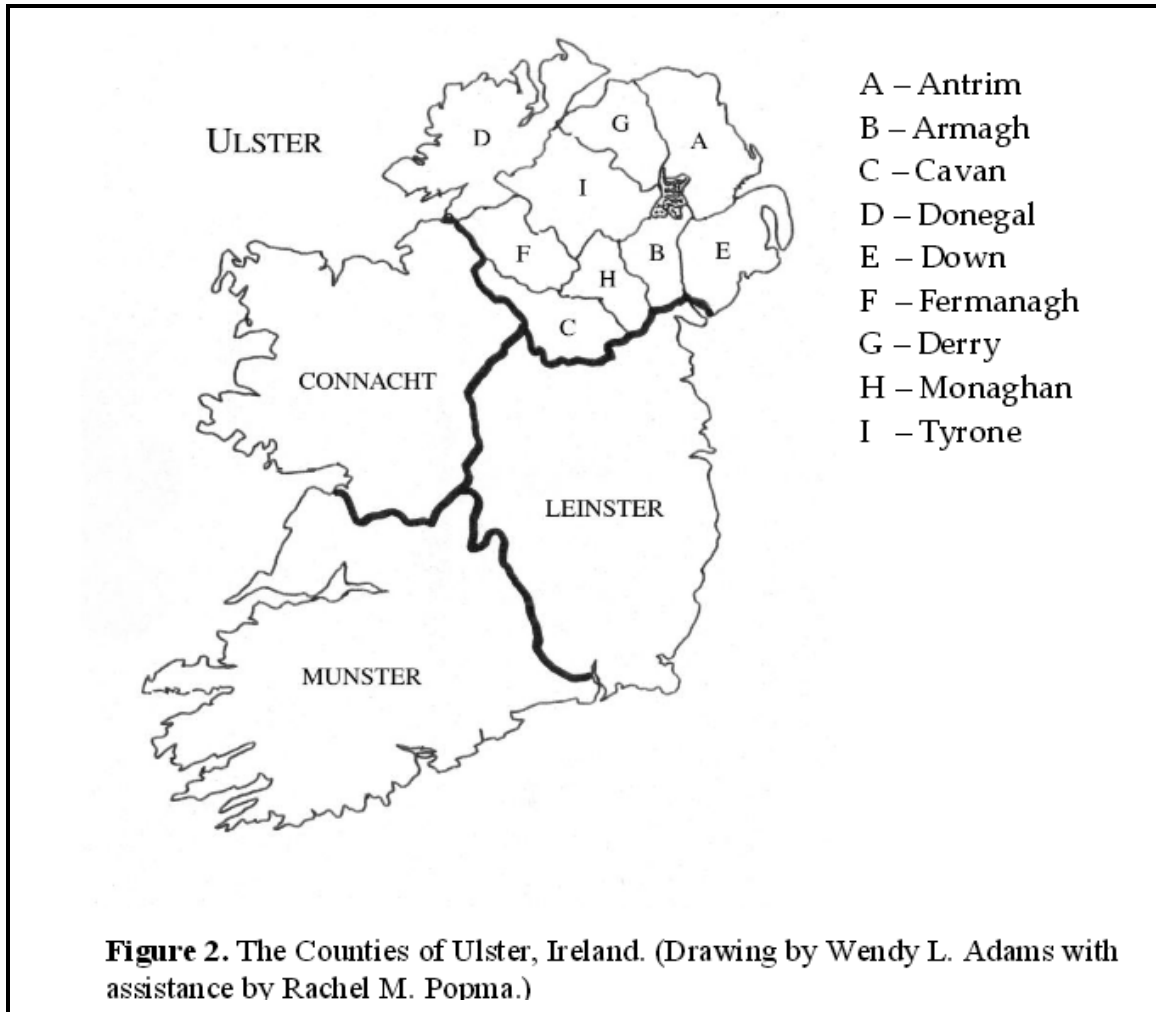 ULSTER
D
G
A
I
F
H
B
E
C
CONNACHT
LEINSTER
MUNSTER
A – Antrim
B – Armagh
C – Cavan
D – Donegal
E – Down
F – Fermanagh
G – Derry
H – Monaghan
I – Tyrone
Figure 2. The Counties of Ulster, Ireland. (Drawing by Wendy L. Adams with
assistance by Rachel M. Popma.)